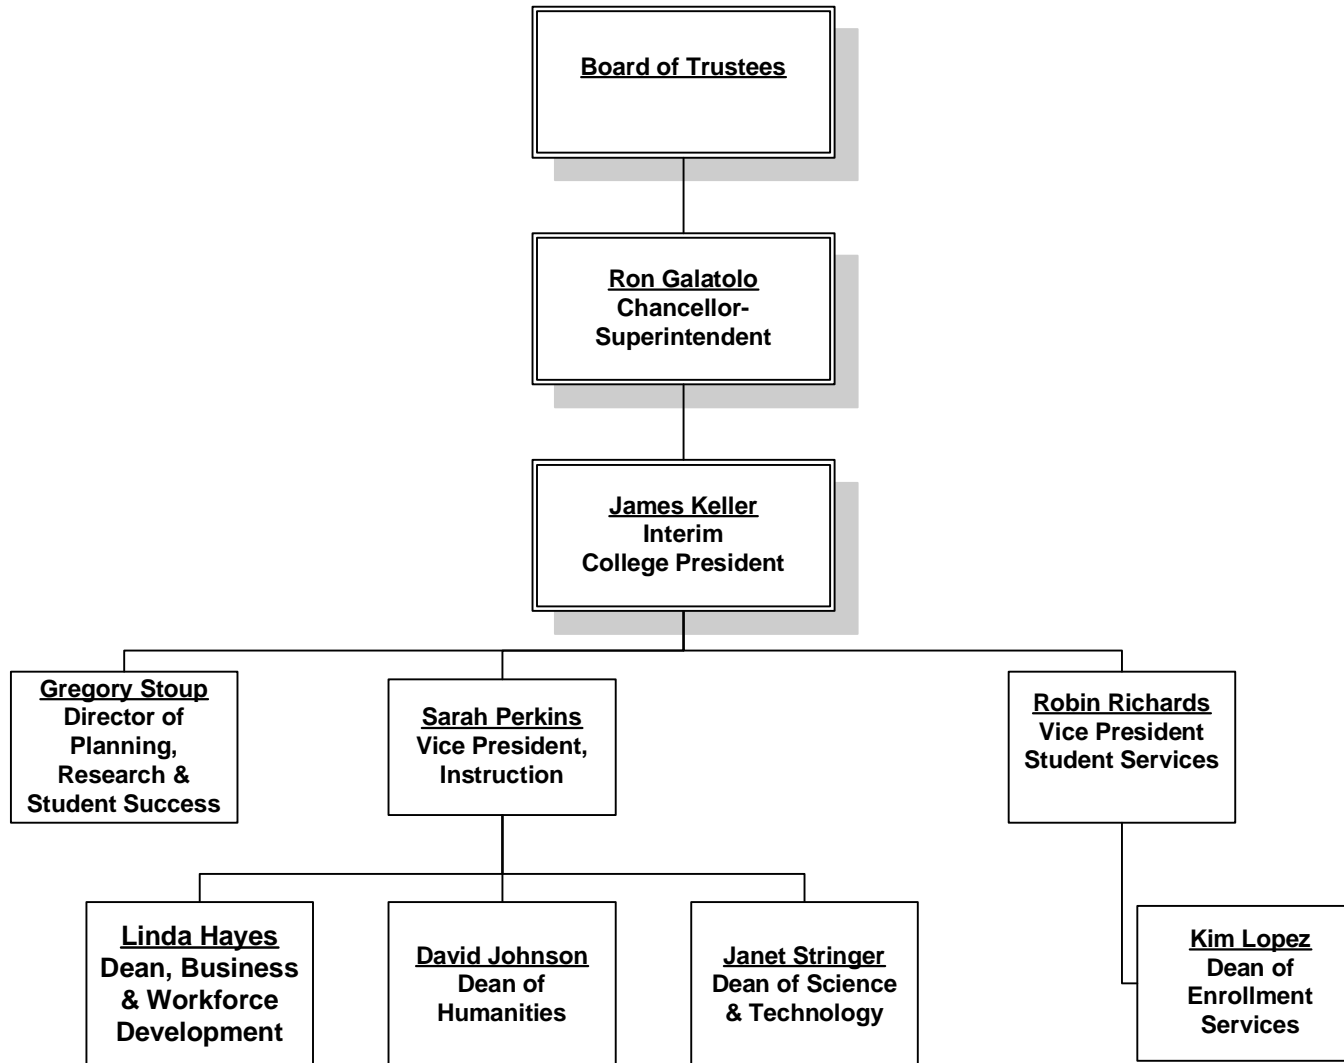 Board of Trustees
Ron Galatolo
Chancellor-
Superintendent
James Keller
Interim
College President
Gregory Stoup
Director of
Planning,
Research &
Student Success
Sarah Perkins
Vice President,
Instruction
Robin Richards
Vice President
Student Services
Linda Hayes
Dean, Business
& Workforce
Development
David Johnson
Dean of
Humanities
Janet Stringer
Dean of Science
& Technology
Kim Lopez
Dean of
Enrollment
Services